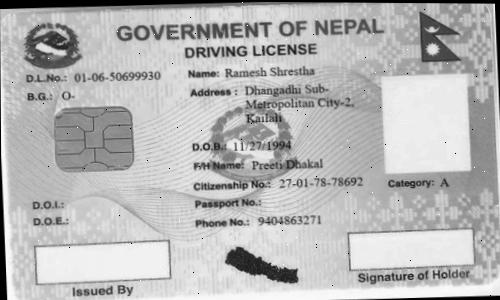 GOVERNMENT OF NEPAL
DRIVING LICENSE
D.L.No.: 01-06-50699930
B.G.: O-
Name: Ramesh Shrestha
Address: Dhangadhi Sub-
Metropolitan City-2,
Kailali
D.O.B.: 11/27/1994
F/H Name: Preeti Dhakal
Citizenship No.: 27-01-78-78692
Category: A
D.O.I.:
Passport No.:
D.O.E.:
Phone No.: 9404863271
Issued By
Signature of Holder